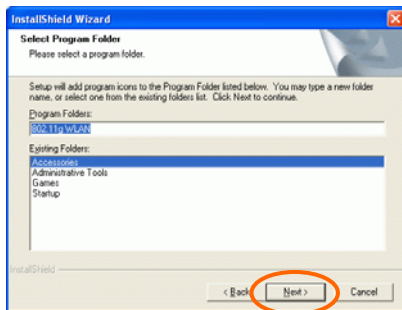 InstallShield Wizard
Select Program Folder
Please select a program folder.
Setup will add program icons to the Program Folder listed below. You may type a new folder
name, or select one from the existing folders list. Click Next to continue.
Program Folders:
802.11g WLAN
Existing Folders:
Accessories
Administrative Tools
Games
Startup
InstallShield
< Back Next > Cancel